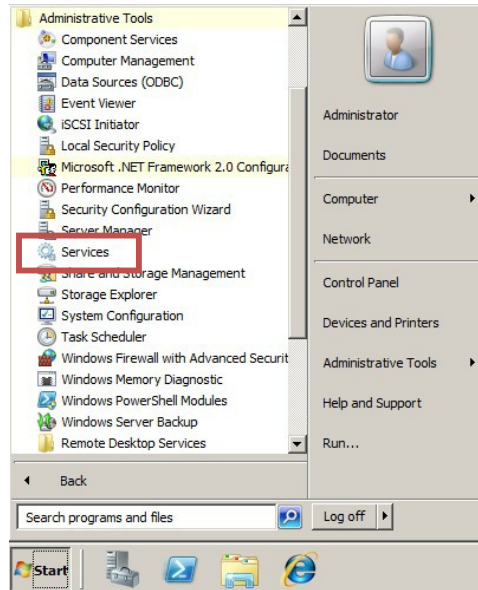 Administrative Tools
Component Services
Computer Management
Data Sources (ODBC)
Event Viewer
iSCSI Initiator
Local Security Policy
Microsoft .NET Framework 2.0 Configura
Performance Monitor
Security Configuration Wizard
Server Manager
Services
Share and Storage Management
Storage Explorer
System Configuration
Task Scheduler
Windows Firewall with Advanced Securit
Windows Memory Diagnostic
Windows PowerShell Modules
Windows Server Backup
Remote Desktop Services
Back
Search programs and files
Administrator
Documents
Computer
Network
Control Panel
Devices and Printers
Administrative Tools
Help and Support
Run...
Log off
Start